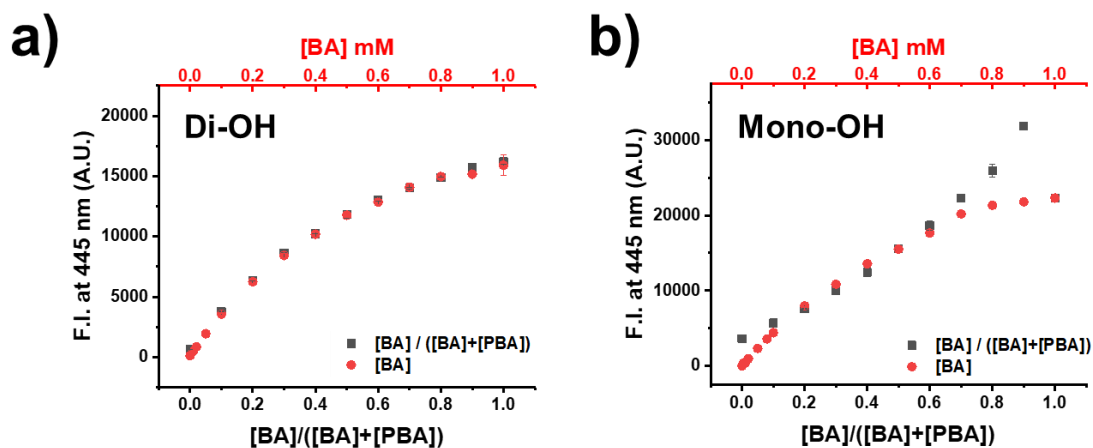 a)
[BA] mM
0.0 0.2 0.4 0.6 0.8 1.0
Di-OH
F.I. at 445 nm (A.U.)
20000
15000
10000
5000
0
[BA] / ([BA]+[PBA])
[BA]
0.0 0.2 0.4 0.6 0.8 1.0
[BA]/([BA]+[PBA])
b)
[BA] mM
0.0 0.2 0.4 0.6 0.8 1.0
Mono-OH
F.I. at 445 nm (A.U.)
30000
20000
10000
0
[BA] / ([BA]+[PBA])
[BA]
0.0 0.2 0.4 0.6 0.8 1.0
[BA]/([BA]+[PBA])